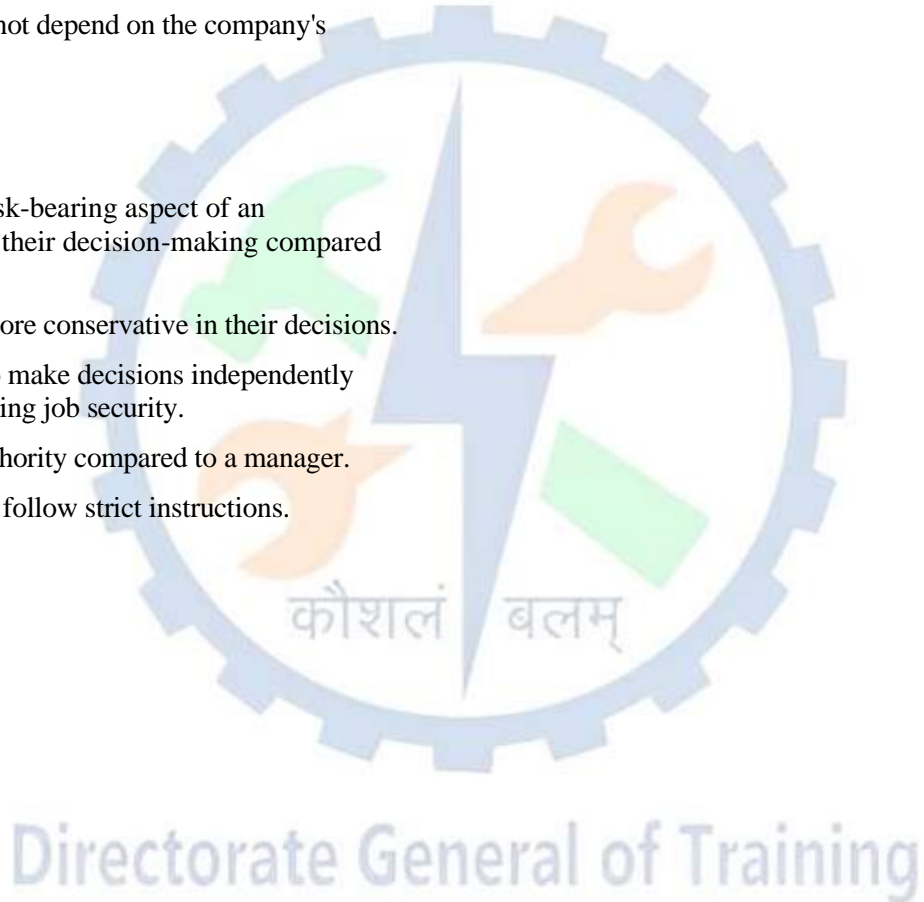 not depend on the company's
sk-bearing aspect of an
their decision-making compared
ore conservative in their decisions.
make decisions independently
ing job security.
hority compared to a manager.
follow strict instructions.
कौशलं बलम्
Directorate General of Training